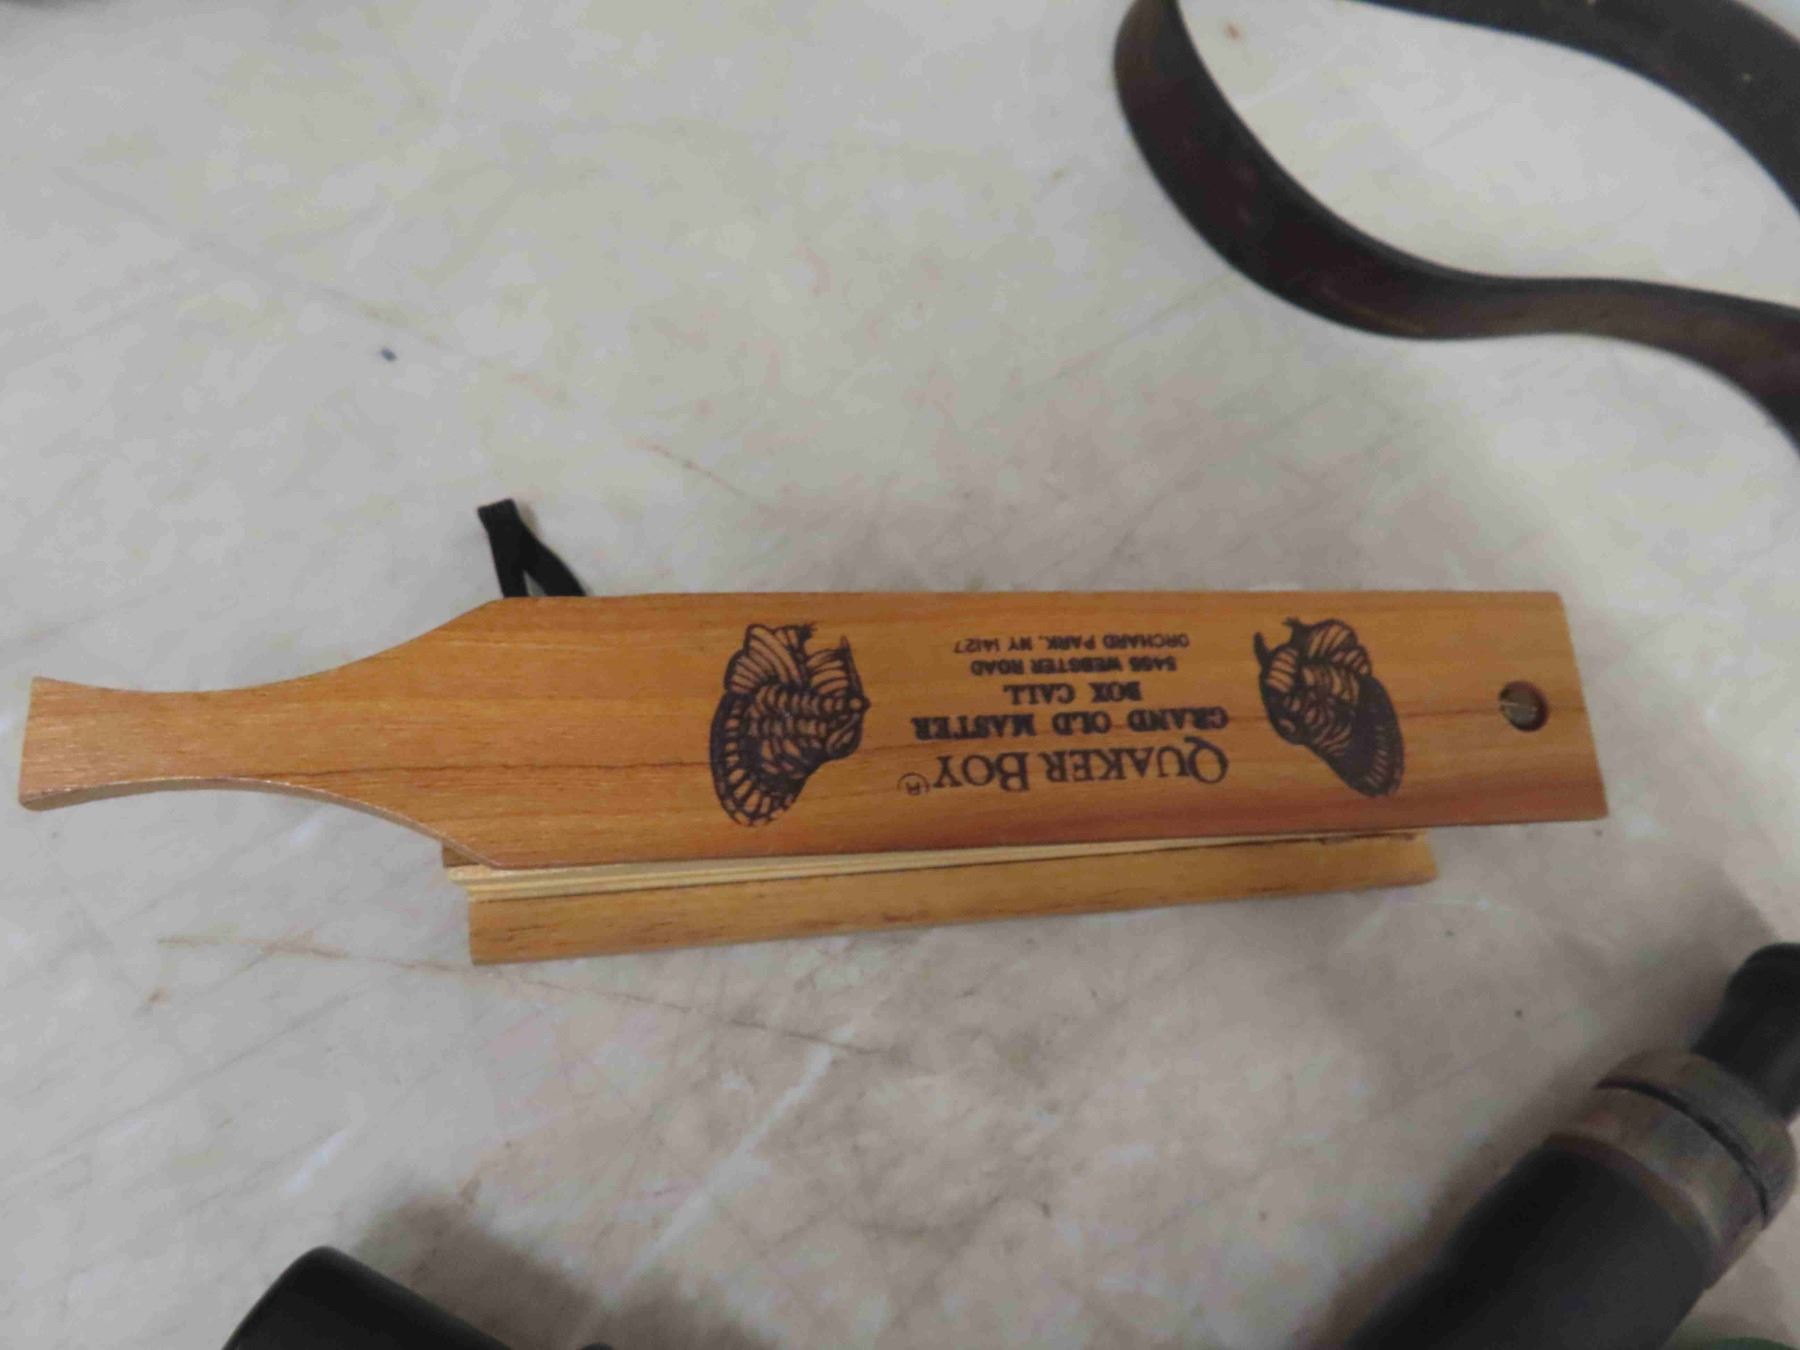 QUAKER BOY®
GRAND OLD MASTER
BOX CALL
5455 WEBSTER ROAD
ORCHARD PARK, NY 14127